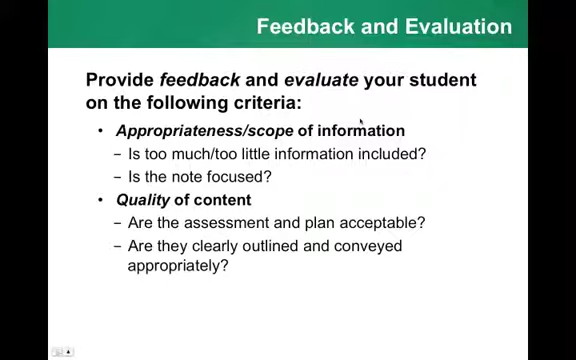 Feedback and Evaluation
Provide feedback and evaluate your student
on the following criteria:
• Appropriateness/scope of information
– Is too much/too little information included?
– Is the note focused?
• Quality of content
– Are the assessment and plan acceptable?
– Are they clearly outlined and conveyed
appropriately?